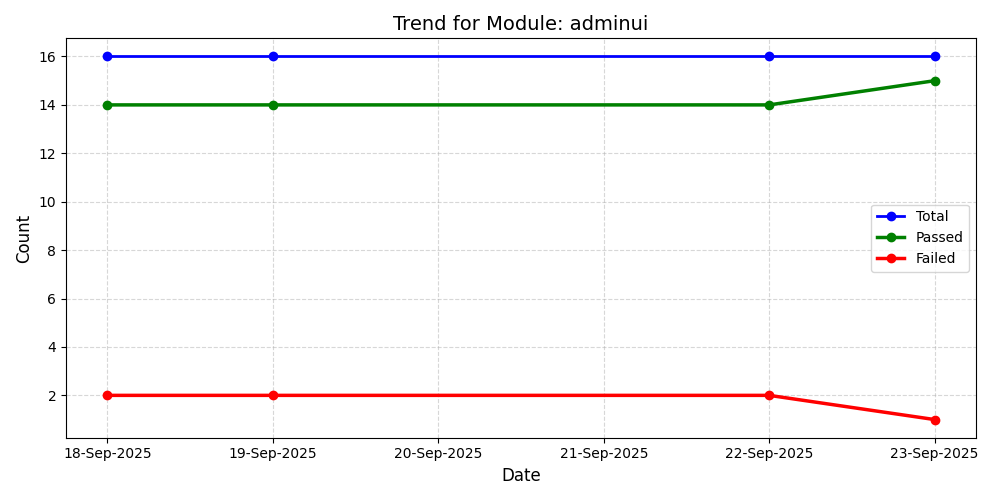 Trend for Module: adminui
16
14
12
10
8
6
4
2
Count
Total
Passed
Failed
18-Sep-2025 19-Sep-2025 20-Sep-2025 21-Sep-2025 22-Sep-2025 23-Sep-2025
Date